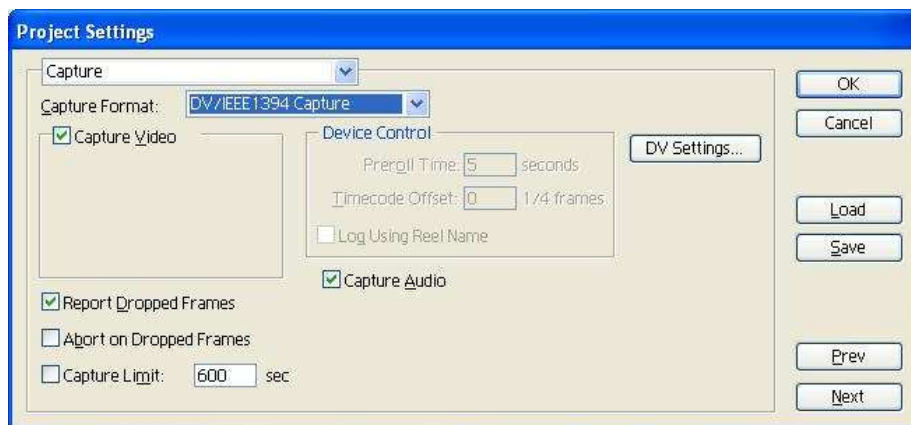 Project Settings
Capture
OK
Capture Format: DV/IEEE1394 Capture
Cancel
Capture Video
Device Control
DV Settings...
Preroll Time: 5 seconds
Timecode Offset: 0 1/4 frames
Load
Log Using Reel Name
Save
Capture Audio
Report Dropped Frames
Abort on Dropped Frames
Prev
Capture Limit: 600 sec
Next